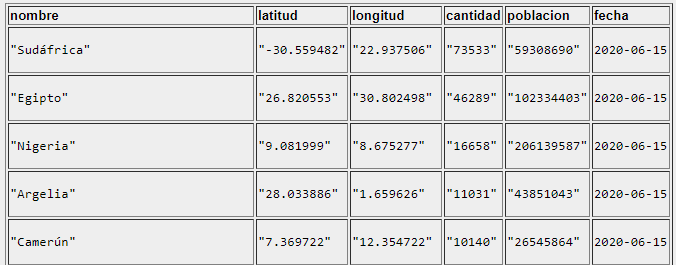 nombre latitud longitud cantidad poblacion fecha
"Sudáfrica" "-30.559482" "22.937506" "73533" "59308690" 2020-06-15
"Egipto" "26.820553" "30.802498" "46289" "102334403" 2020-06-15
"Nigeria" "9.081999" "8.675277" "16658" "206139587" 2020-06-15
"Argelia" "28.033886" "1.659626" "11031" "43851043" 2020-06-15
"Camerún" "7.369722" "12.354722" "10140" "26545864" 2020-06-15